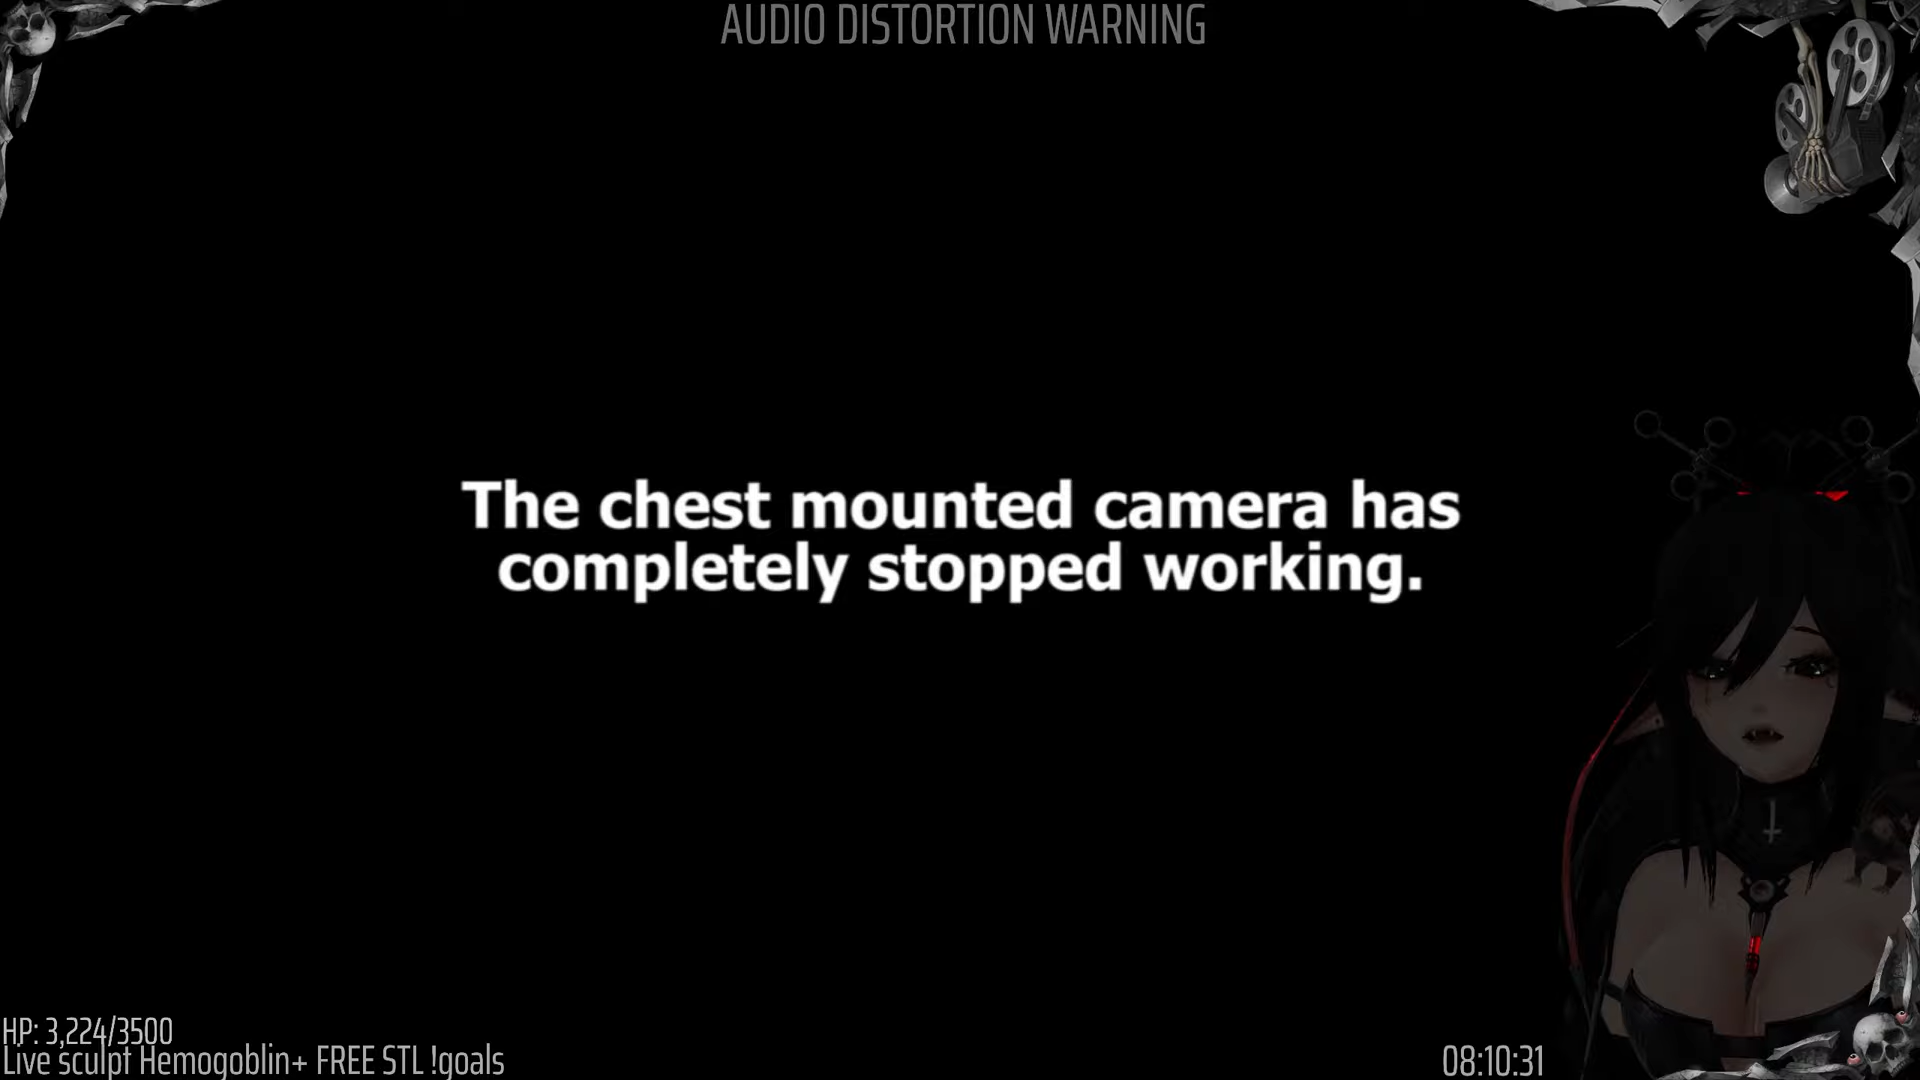 AUDIO DISTORTION WARNING
The chest mounted camera has
completely stopped working.
HP: 3,224/3500
Live sculpt Hemogoblin+ FREE STL !goals
08:10:31